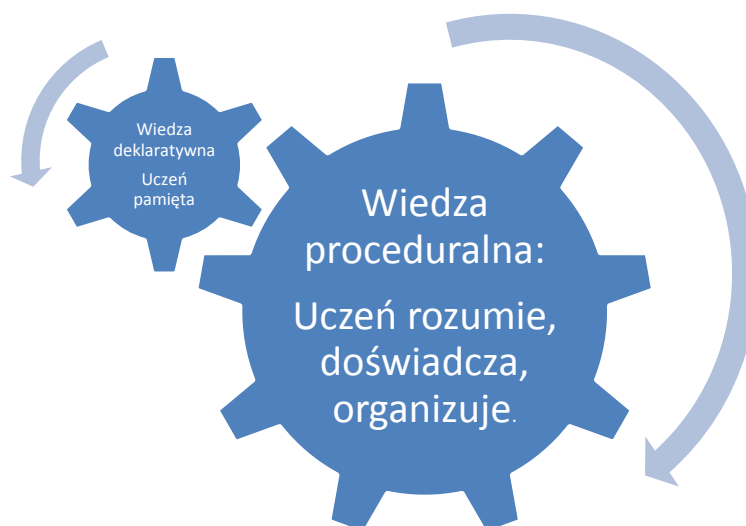 Wiedza
deklaratywna
Uczeń
pamięta
Wiedza
proceduralna:
Uczeń rozumie,
doświadcza,
organizuje.